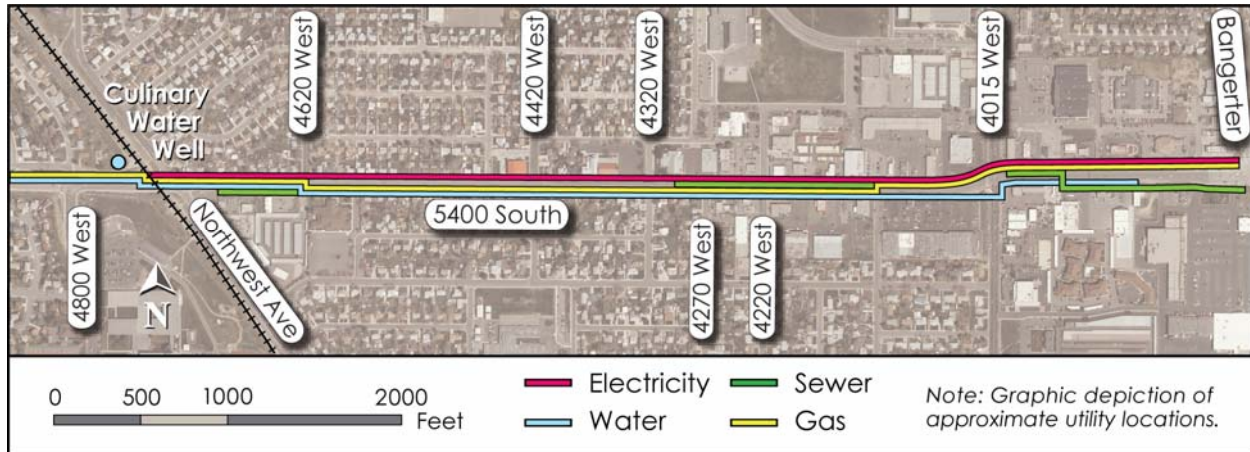 Culinary
Water
Well
4620 West
4420 West
4320 West
4015 West
Bangerter
4800 West
N
Northwest Ave
5400 South
4270 West
4220 West
0 500 1000 2000
Feet
Electricity
Water
Sewer
Gas
Note: Graphic depiction of
approximate utility locations.